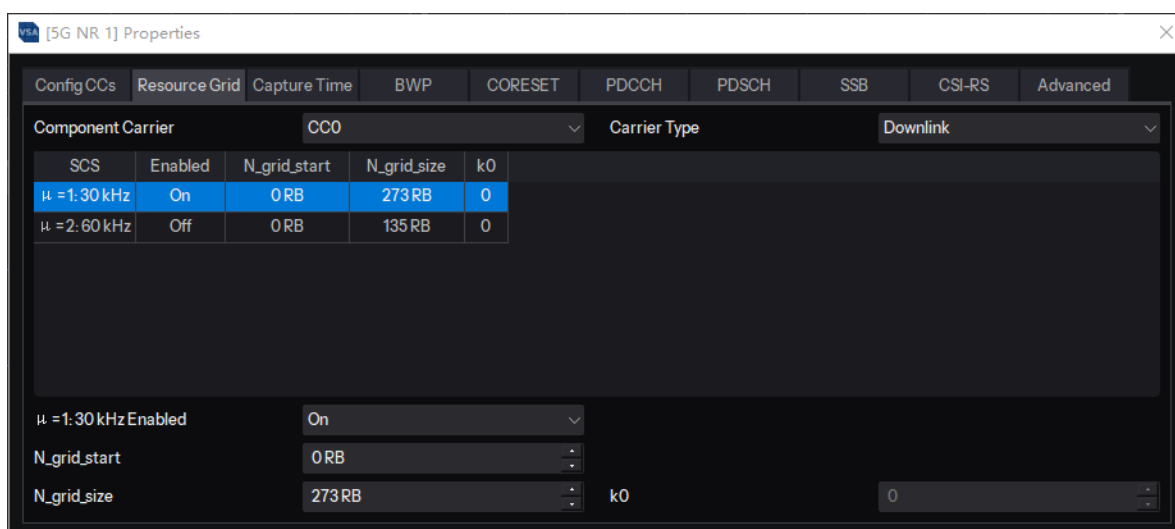 VSA [5G NR 1] Properties
Config CCs Resource Grid Capture Time BWP CORESET PDCCH PDSCH SSB CSI-RS Advanced
Component Carrier CC0 Carrier Type Downlink
SCS Enabled N_grid_start N_grid_size k0
μ =1: 30 kHz On 0 RB 273 RB 0
μ =2: 60 kHz Off 0 RB 135 RB 0
μ =1: 30 kHz Enabled On
N_grid_start 0 RB
N_grid_size 273 RB k0 0